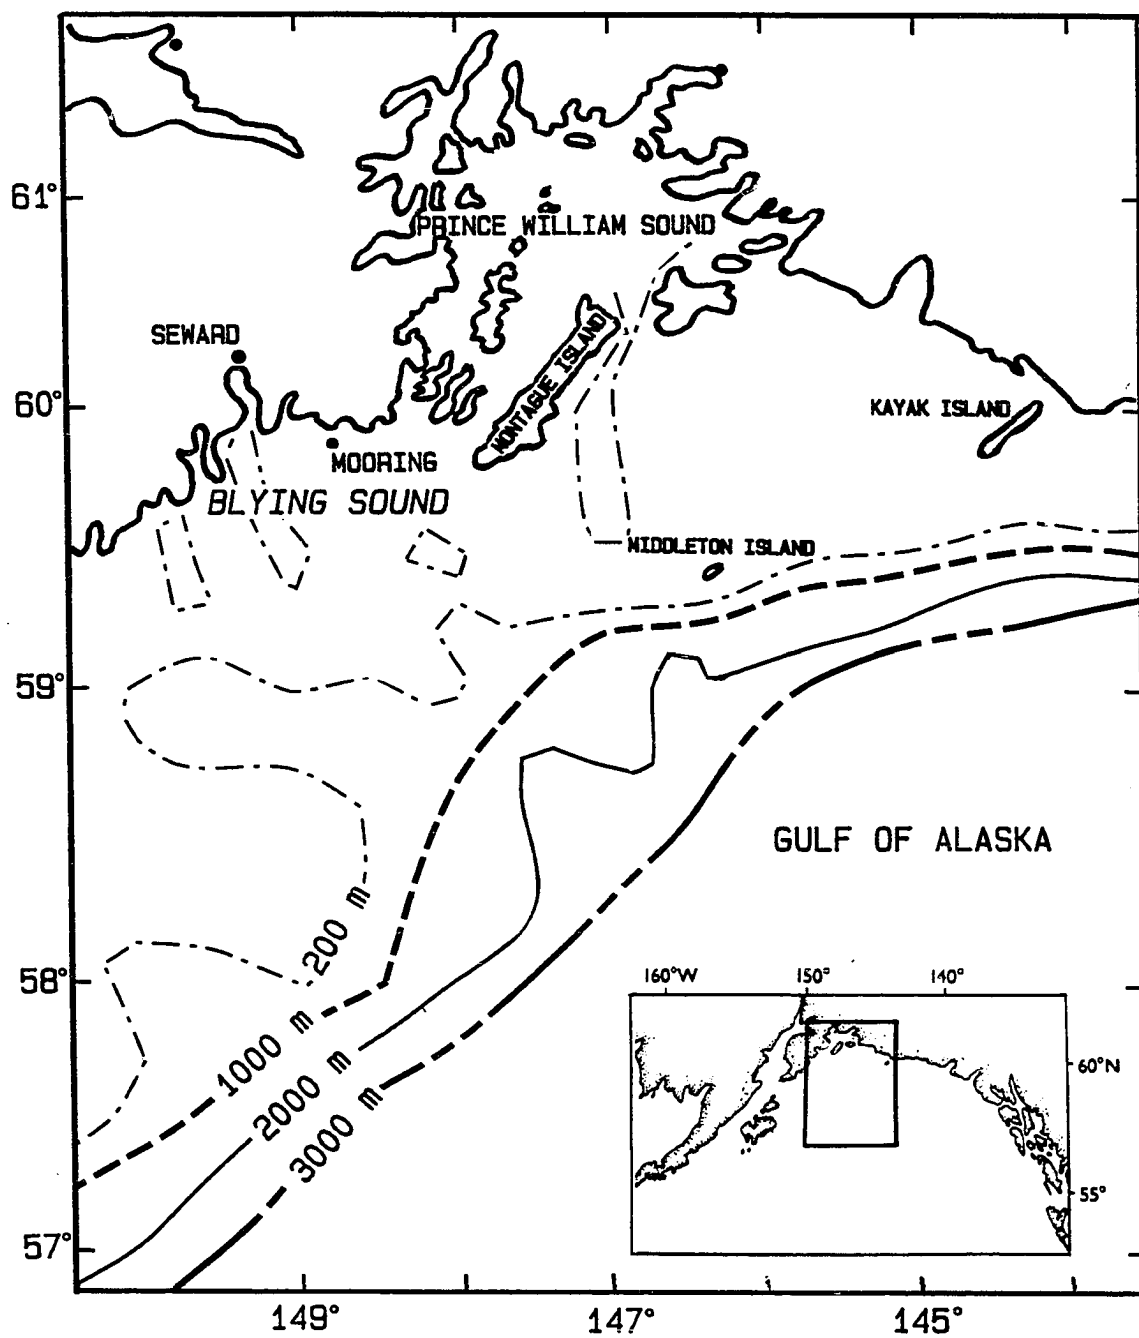 61°
PRINCE WILLIAM SOUND
SEWARD
MONTAGUE ISLAND
60°
KAYAK ISLAND
MOORING
BLYING SOUND
MIDDLETON ISLAND
59°
GULF OF ALASKA
200 m
58°
160°W 150° 140°
1000 m
60°N
2000 m
3000 m
55°
57°
149° 147° 145°